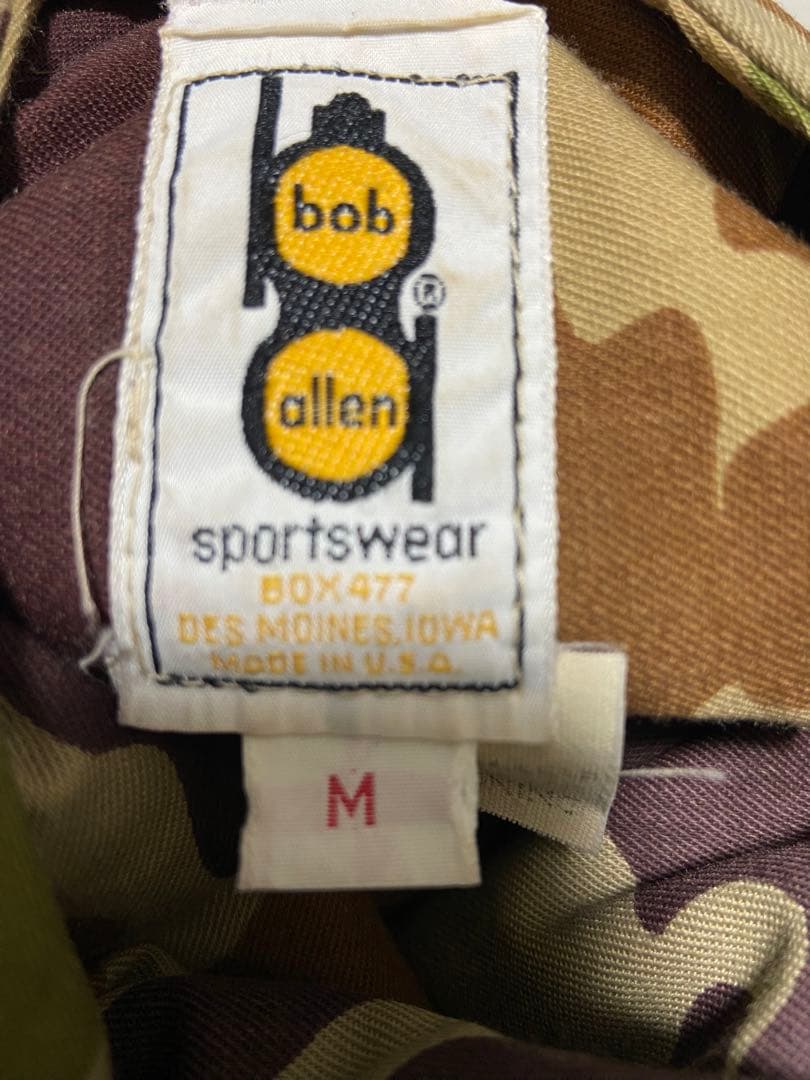 bob
®
allen
sportswear
BOX 477
DES MOINES, IOWA
MADE IN U.S.A.
M